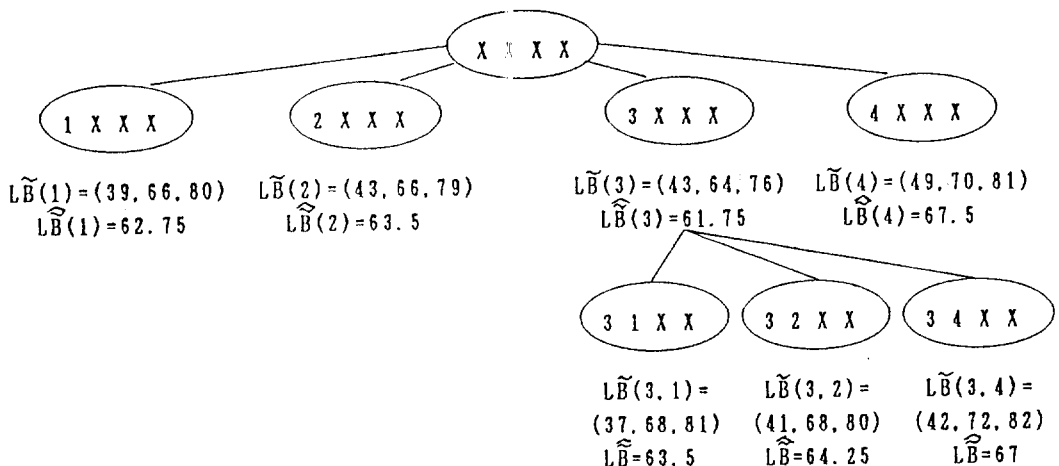 X X X X
1 X X X
2 X X X
3 X X X
4 X X X
LB̃(1)=(39,66,80)
LB̃(2)=(43,66,79)
LB̃(3)=(43,64,76)
LB̃(4)=(49,70,81)
LB̃̂(1)=62.75
LB̃̂(2)=63.5
LB̃̂(3)=61.75
LB̃̂(4)=67.5
3 1 X X
3 2 X X
3 4 X X
LB̃(3,1)=
(37,68,81)
LB̃̂=63.5
LB̃(3,2)=
(41,68,80)
LB̃̂=64.25
LB̃(3,4)=
(42,72,82)
LB̃̂=67